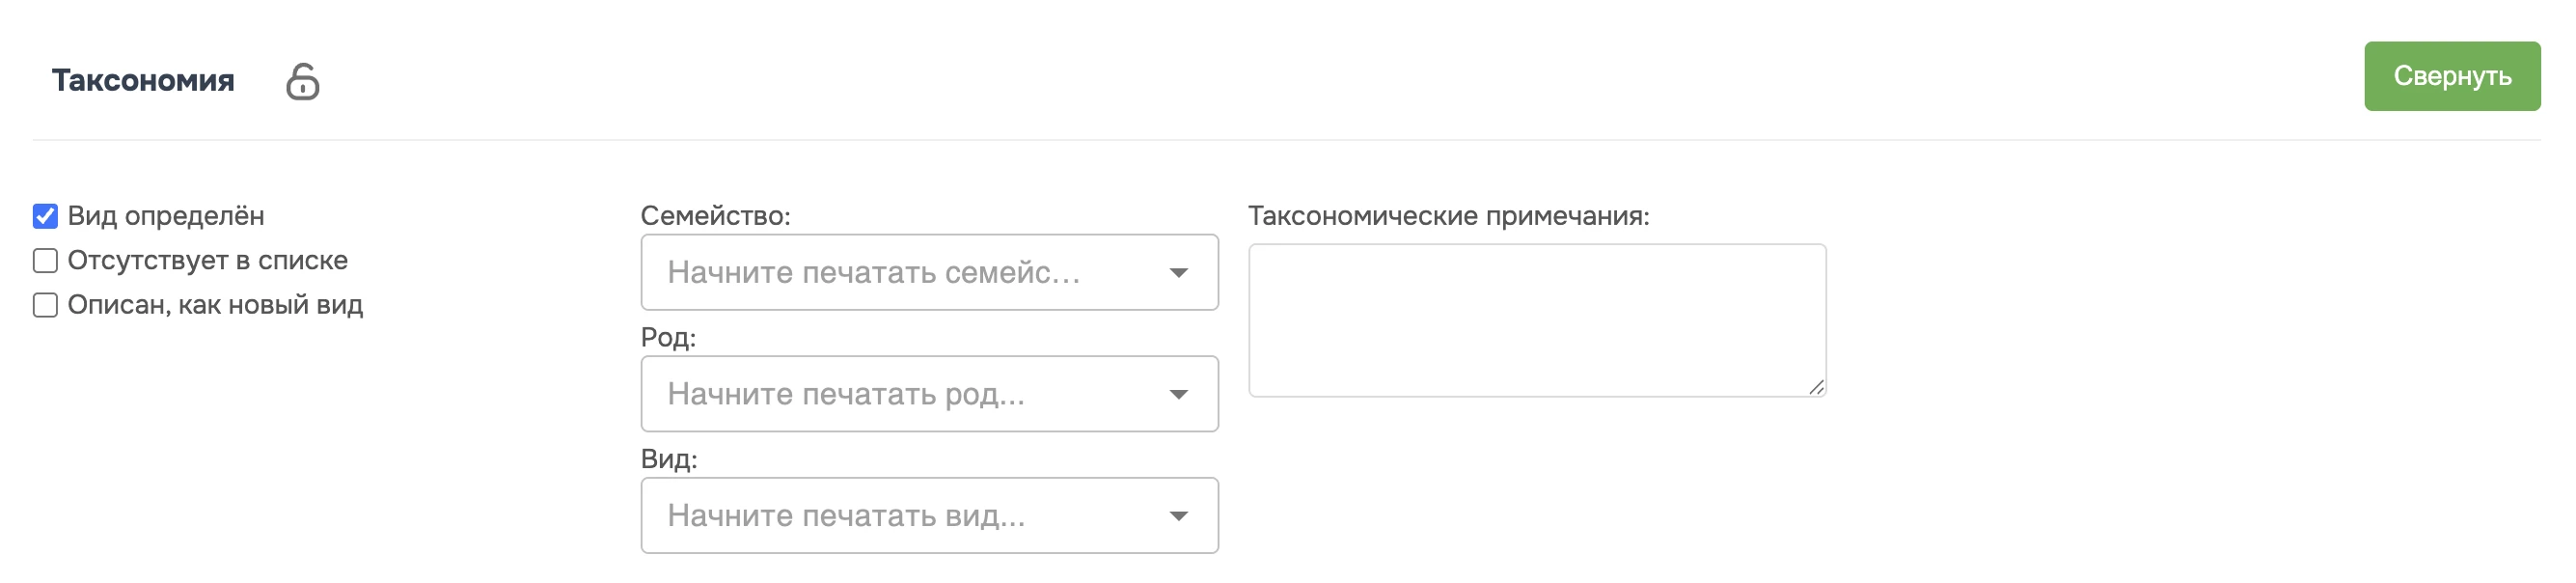 Таксономия
Свернуть
Вид определён
Отсутствует в списке
Описан, как новый вид
Семейство:
Начните печатать семейс...
Род:
Начните печатать род...
Вид:
Начните печатать вид...
Таксономические примечания: